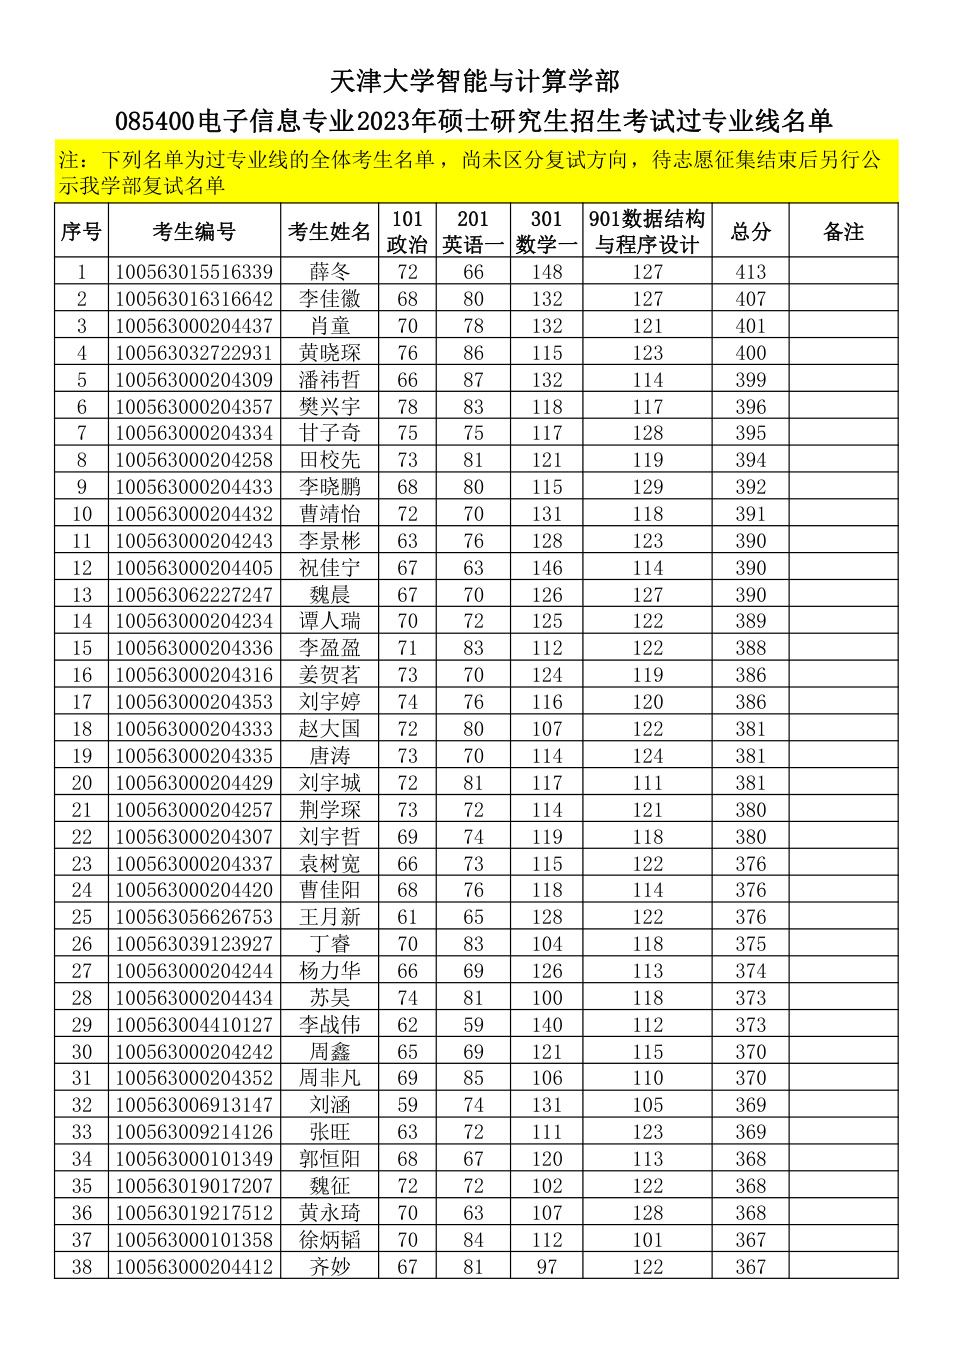 天津大学智能与计算学部
085400电子信息专业2023年硕士研究生招生考试过专业线名单
注：下列名单为过专业线的全体考生名单，尚未区分复试方向，待志愿征集结束后另行公
示我学部复试名单
序号 考生编号 考生姓名 101政治 201英语一 301数学一 901数据结构与程序设计 总分 备注
1 100563015516339 薛冬 72 66 148 127 413
2 100563016316642 李佳徽 68 80 132 127 407
3 100563000204437 肖童 70 78 132 121 401
4 100563032722931 黄晓琛 76 86 115 123 400
5 100563000204309 潘祎哲 66 87 132 114 399
6 100563000204357 樊兴宇 78 83 118 117 396
7 100563000204334 甘子奇 75 75 117 128 395
8 100563000204258 田校先 73 81 121 119 394
9 100563000204433 李晓鹏 68 80 115 129 392
10 100563000204432 曹靖怡 72 70 131 118 391
11 100563000204243 李景彬 63 76 128 123 390
12 100563000204405 祝佳宁 67 63 146 114 390
13 100563062227247 魏晨 67 70 126 127 390
14 100563000204234 谭人瑞 70 72 125 122 389
15 100563000204336 李盈盈 71 83 112 122 388
16 100563000204316 姜贺茗 73 70 124 119 386
17 100563000204353 刘宇婷 74 76 116 120 386
18 100563000204333 赵大国 72 80 107 122 381
19 100563000204335 唐涛 73 70 114 124 381
20 100563000204429 刘宇城 72 81 117 111 381
21 100563000204257 荆学琛 73 72 114 121 380
22 100563000204307 刘宇哲 69 74 119 118 380
23 100563000204337 袁树宽 66 73 115 122 376
24 100563000204420 曹佳阳 68 76 118 114 376
25 100563056626753 王月新 61 65 128 122 376
26 100563039123927 丁睿 70 83 104 118 375
27 100563000204244 杨力华 66 69 126 113 374
28 100563000204434 苏昊 74 81 100 118 373
29 100563004410127 李战伟 62 59 140 112 373
30 100563000204242 周鑫 65 69 121 115 370
31 100563000204352 周非凡 69 85 106 110 370
32 100563006913147 刘涵 59 74 131 105 369
33 100563009214126 张旺 63 72 111 123 369
34 100563000101349 郭恒阳 68 67 120 113 368
35 100563019017207 魏征 72 72 102 122 368
36 100563019217512 黄永琦 70 63 107 128 368
37 100563000101358 徐炳韬 70 84 112 101 367
38 100563000204412 齐妙 67 81 97 122 367